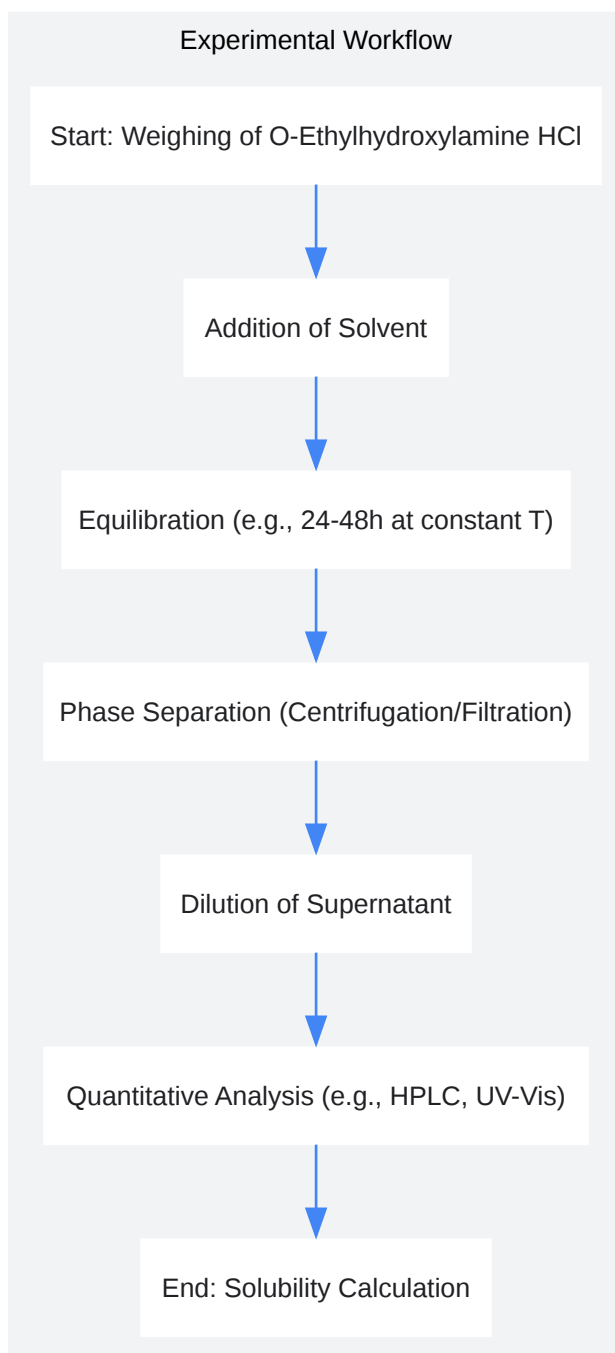 Experimental Workflow
Start: Weighing of O-Ethylhydroxylamine HCl
Addition of Solvent
Equilibration (e.g., 24-48h at constant T)
Phase Separation (Centrifugation/Filtration)
Dilution of Supernatant
Quantitative Analysis (e.g., HPLC, UV-Vis)
End: Solubility Calculation